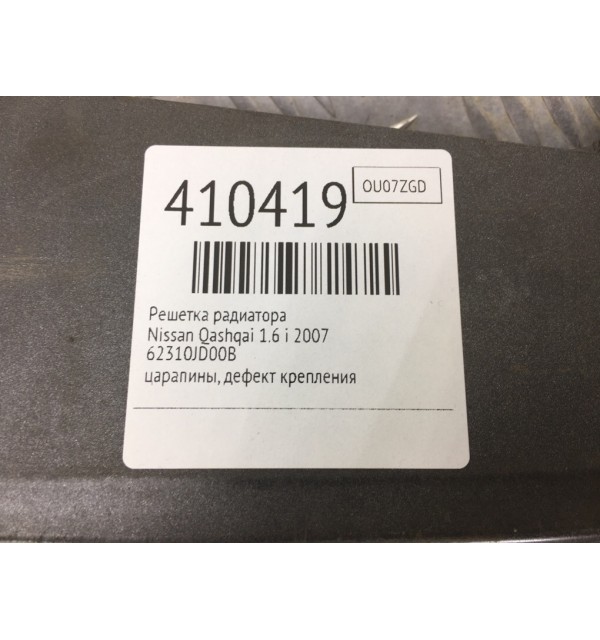 410419
OU07ZGD
Решетка радиатора
Nissan Qashqai 1.6 i 2007
62310JD00B
царапины, дефект крепления